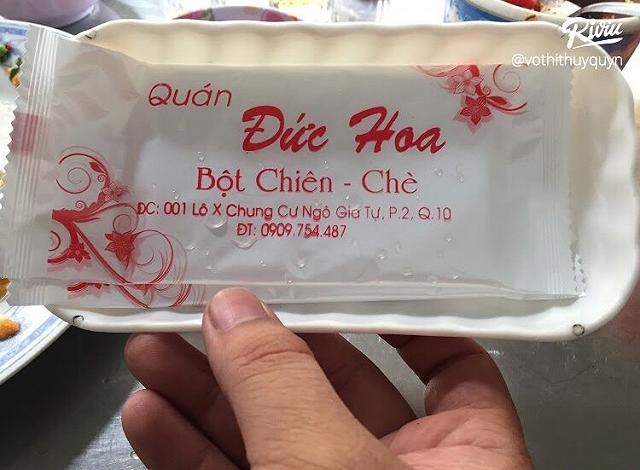 Riviu
@vothithuyquyn
Quán
Đức Hoa
Bột Chiên - Chè
ĐC: 001 Lô X Chung Cư Ngô Gia Tự, P.2, Q.10
ĐT: 0909.754.487